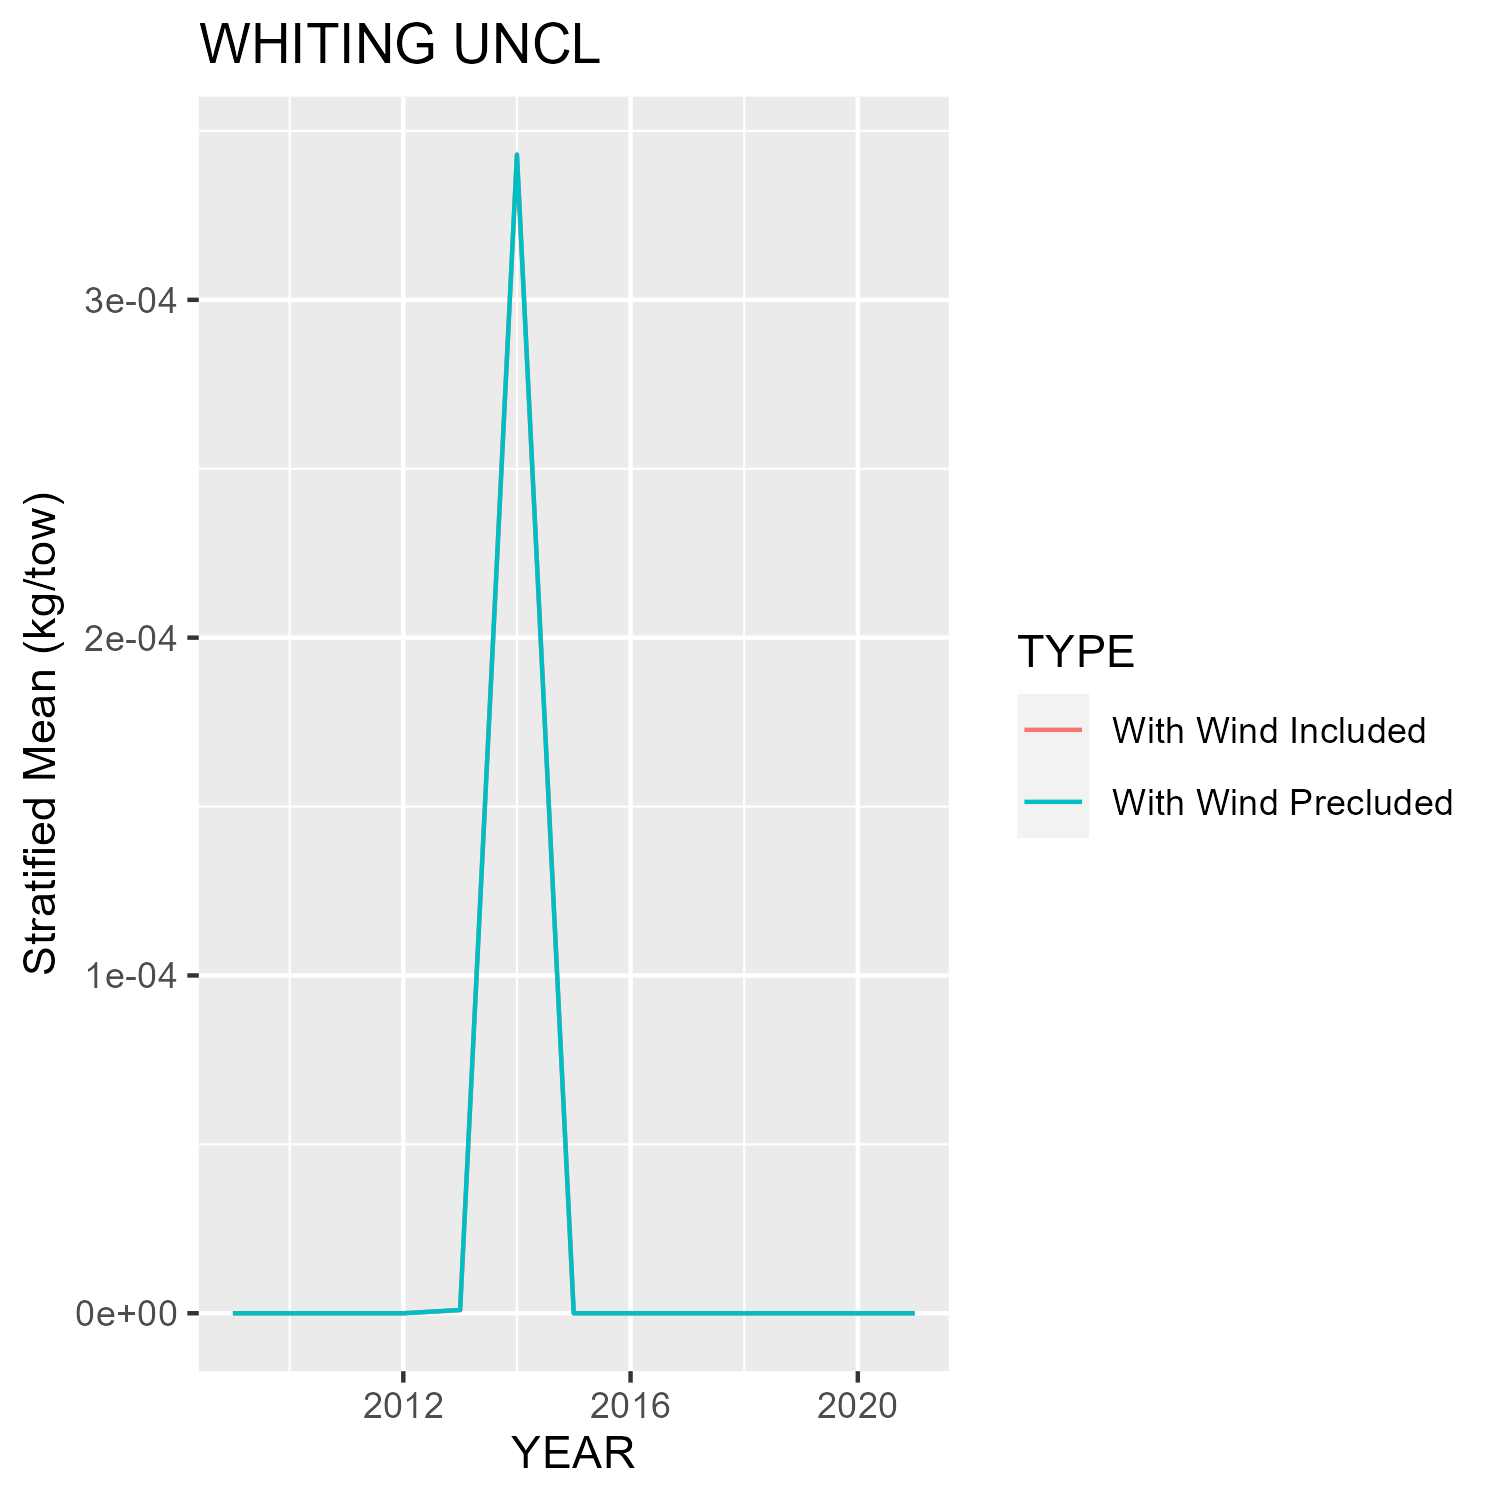 WHITING UNCL
Stratified Mean (kg/tow)
3e-04
2e-04
1e-04
0e+00
2012
2016
2020
YEAR
TYPE
With Wind Included
With Wind Precluded